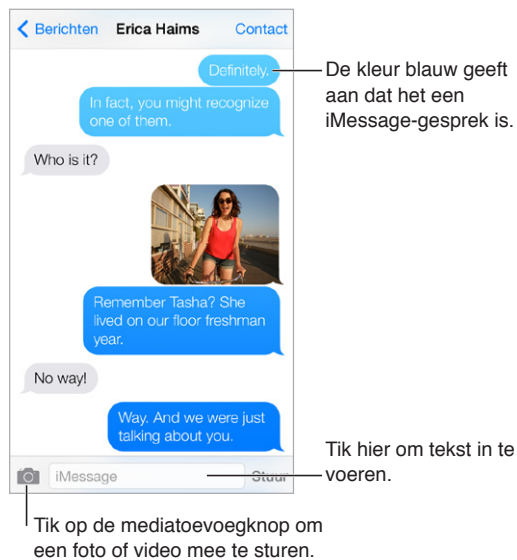 Berichten Erica Haims Contact
Definitely.
In fact, you might recognize
one of them.
Who is it?
Remember Tasha? She
lived on our floor freshman
year.
No way!
Way. And we were just
talking about you.
iMessage Stuur
De kleur blauw geeft
aan dat het een
iMessage-gesprek is.
Tik hier om tekst in te
voeren.
Tik op de mediatoevoegknop om
een foto of video mee te sturen.